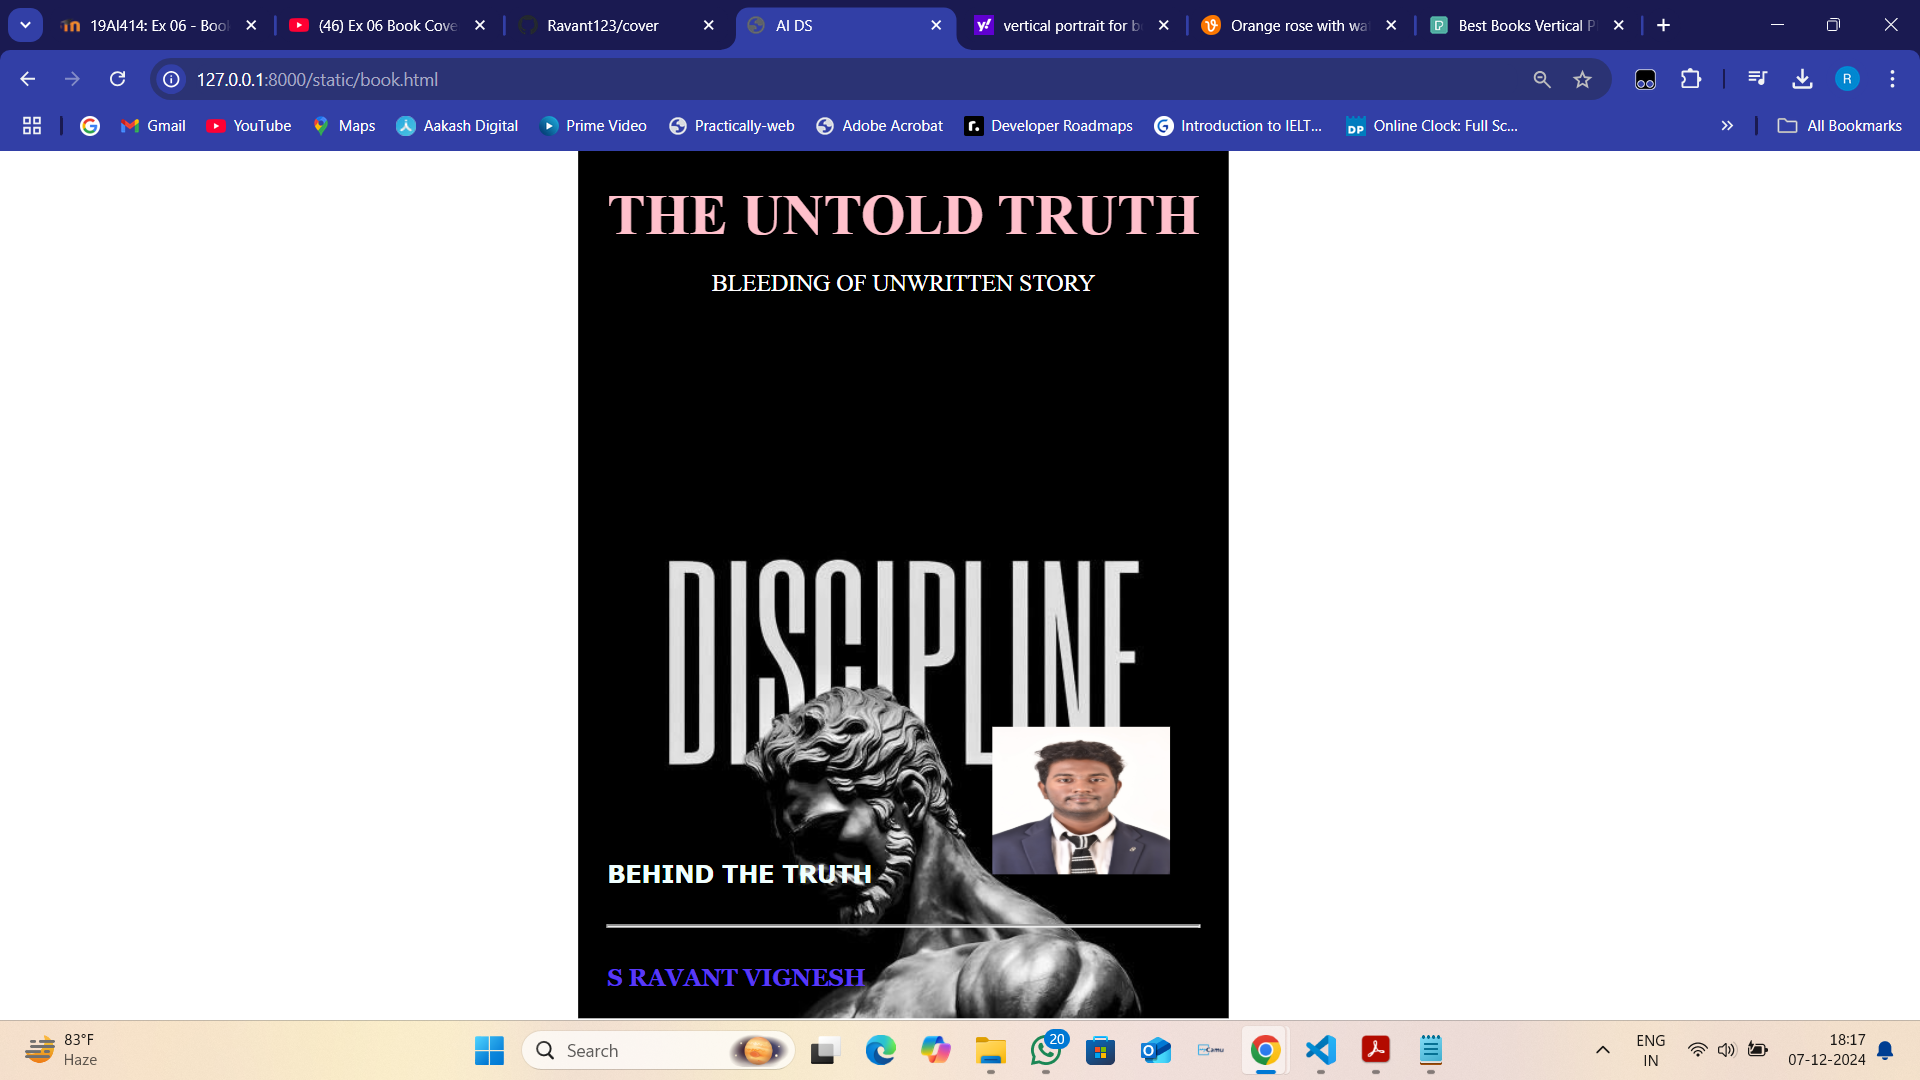 19AI414: Ex 06 - Boo
(46) Ex 06 Book Cove
Ravant123/cover
AI DS
vertical portrait for b
Orange rose with wa
Best Books Vertical P
127.0.0.1:8000/static/book.html
R
Gmail
YouTube
Maps
Aakash Digital
Prime Video
Practically-web
Adobe Acrobat
Developer Roadmaps
Introduction to IELT...
DP
Online Clock: Full Sc...
All Bookmarks
THE UNTOLD TRUTH
BLEEDING OF UNWRITTEN STORY
DISCIPLINE
BEHIND THE TRUTH
S RAVANT VIGNESH
83°F
Haze
Search
20
Camu
ENG
IN
18:17
07-12-2024